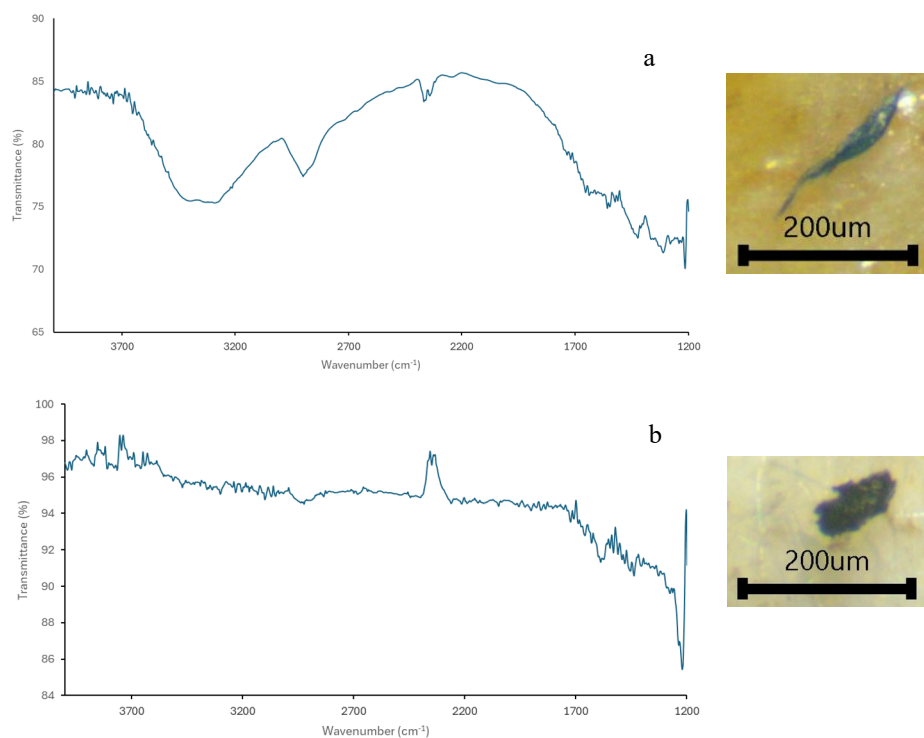 a
90
85
80
75
70
65
Transmittance (%)
3700 3200 2700 2200 1700 1200
Wavenumber (cm⁻¹)
200um
b
100
98
96
94
92
90
88
86
84
Transmittance (%)
3700 3200 2700 2200 1700 1200
Wavenumber (cm⁻¹)
200um